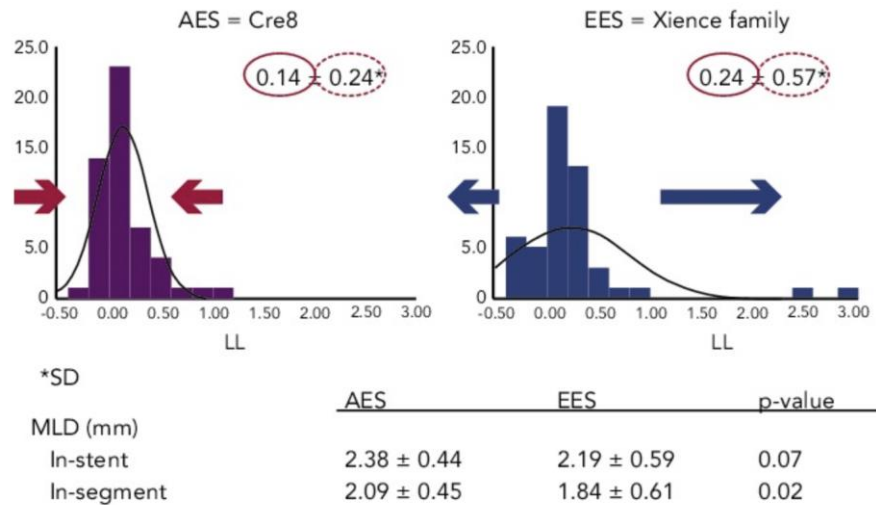 AES = Cre8
EES = Xience family
25.0
20.0
15.0
5.0
0
0.14 ± 0.24*
-0.50 0.00 0.50 1.00 1.50 2.00 2.50 3.00
LL
25.0
20.0
15.0
5.0
0
0.24 ± 0.57*
-0.50 0.00 0.50 1.00 1.50 2.00 2.50 3.00
LL
*SD
AES EES p-value
MLD (mm)
In-stent 2.38 ± 0.44 2.19 ± 0.59 0.07
In-segment 2.09 ± 0.45 1.84 ± 0.61 0.02